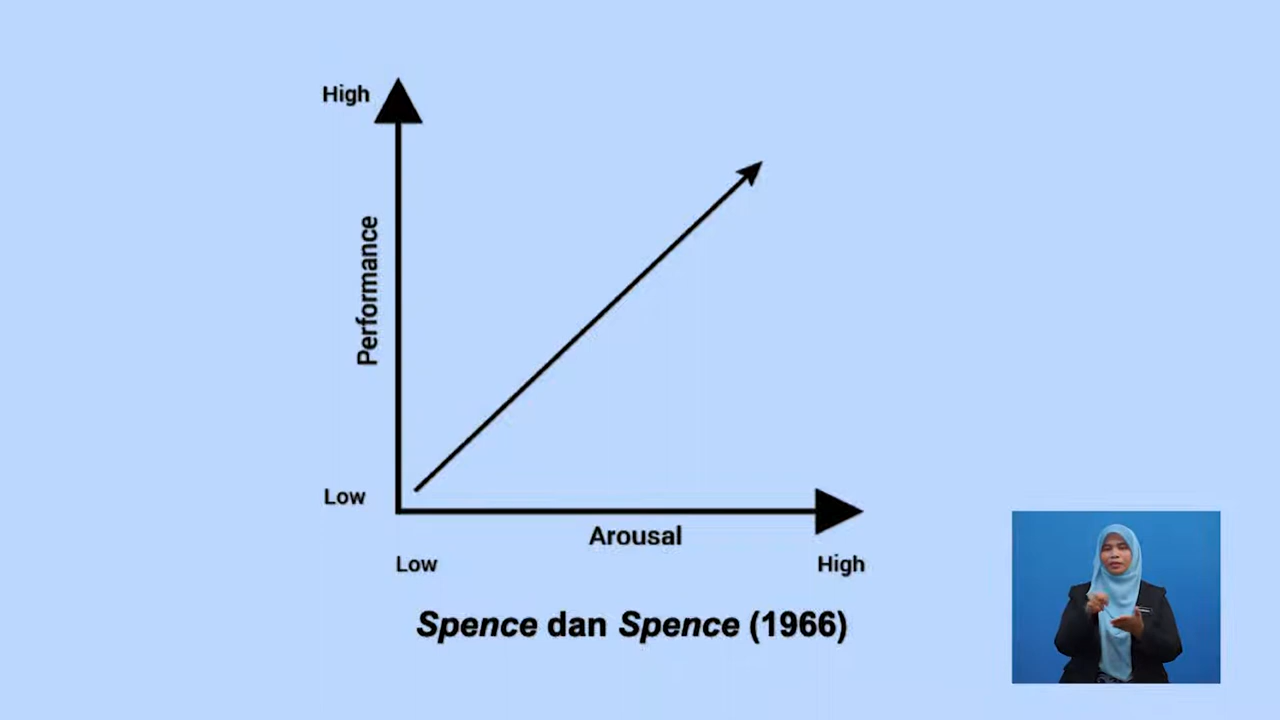 High
Performance
Low
Arousal
Low
High
Spence dan Spence (1966)